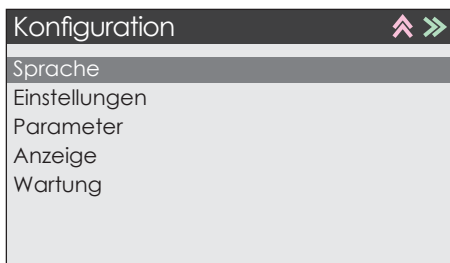 Konfiguration
Sprache
Einstellungen
Parameter
Anzeige
Wartung